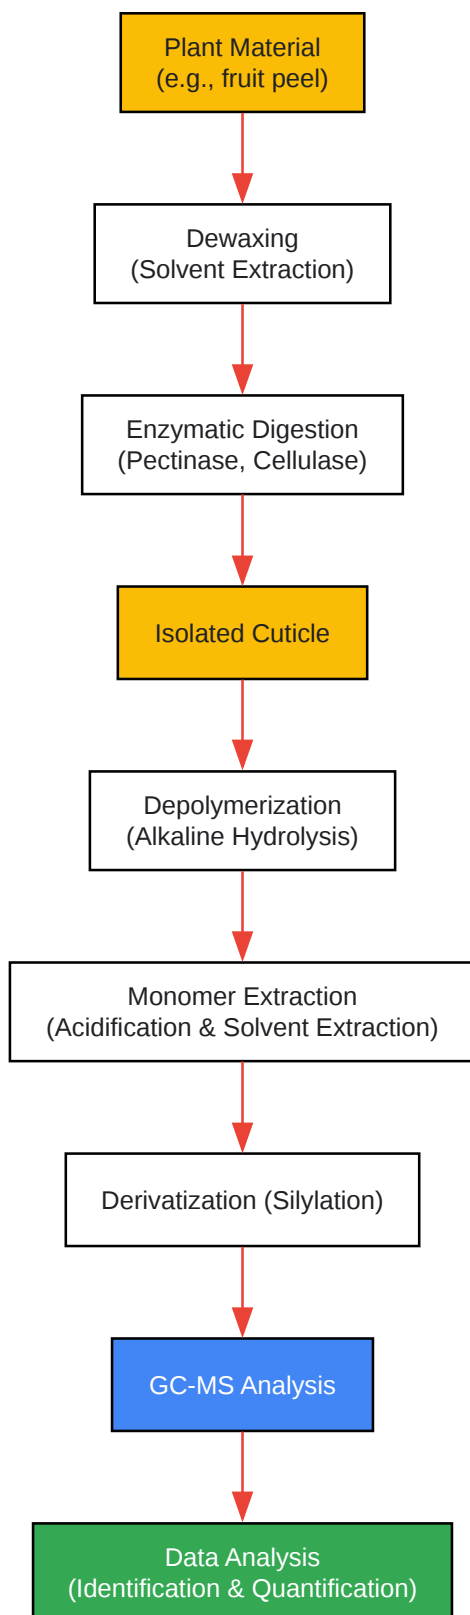 Plant Material
(e.g., fruit peel)
Dewaxing
(Solvent Extraction)
Enzymatic Digestion
(Pectinase, Cellulase)
Isolated Cuticle
Depolymerization
(Alkaline Hydrolysis)
Monomer Extraction
(Acidification & Solvent Extraction)
Derivatization (Silylation)
GC-MS Analysis
Data Analysis
(Identification & Quantification)